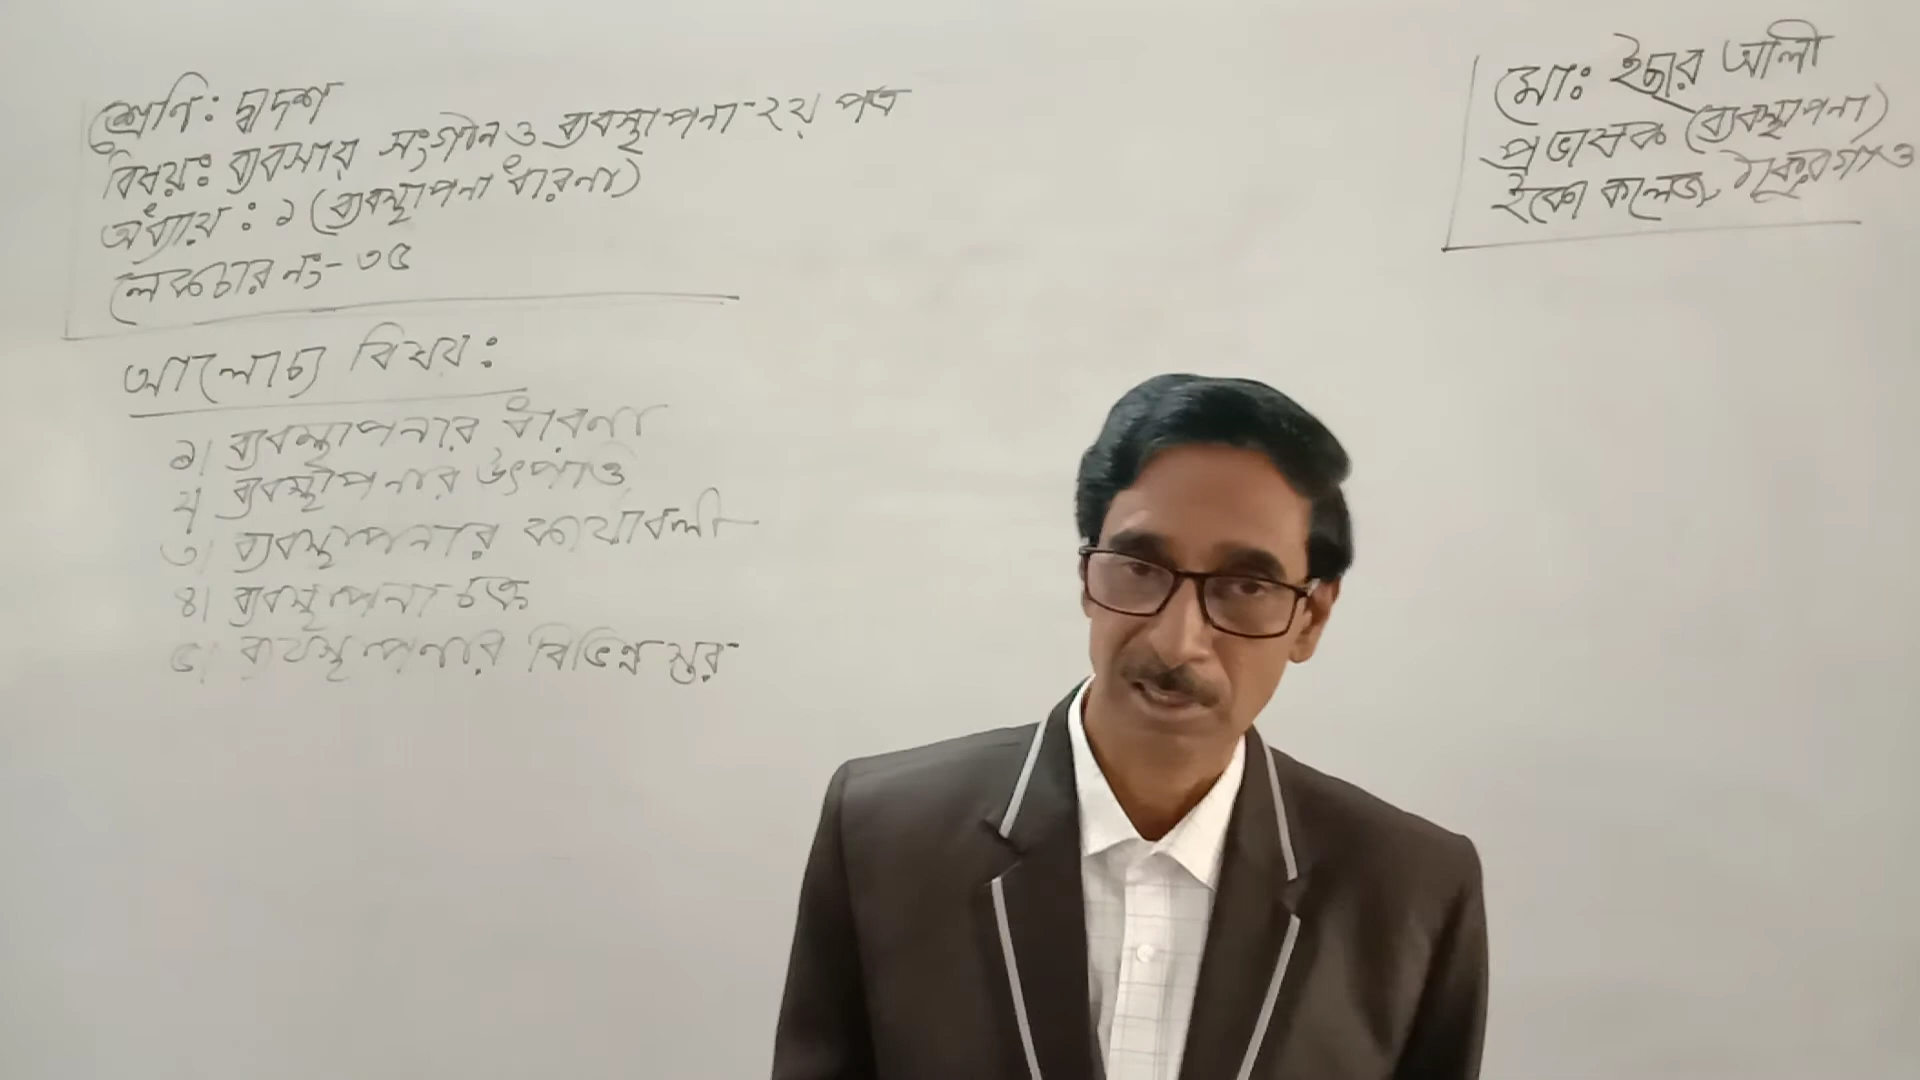 শ্রেণি: দ্বাদশ
বিষয়ঃ ব্যবসায় সংগঠন ও ব্যবস্থাপনা-২য় পত্র
অধ্যায় : ১ (ব্যবস্থাপনা ধারনা)
লেকচার নং- ৩৫
আলোচ্য বিষয়:
১। ব্যবস্থাপনার ধারনা
২। ব্যবস্থাপনার উৎপত্তি
৩। ব্যবস্থাপনার কার্যাবলী
৪। ব্যবস্থাপনা চক্র
৫। ব্যবস্থাপনার বিভিন্ন স্তর
মোঃ ইছার আলী
প্রভাষক (ব্যবস্থাপনা)
ইকো কলেজ, ঠাকুরগাঁও